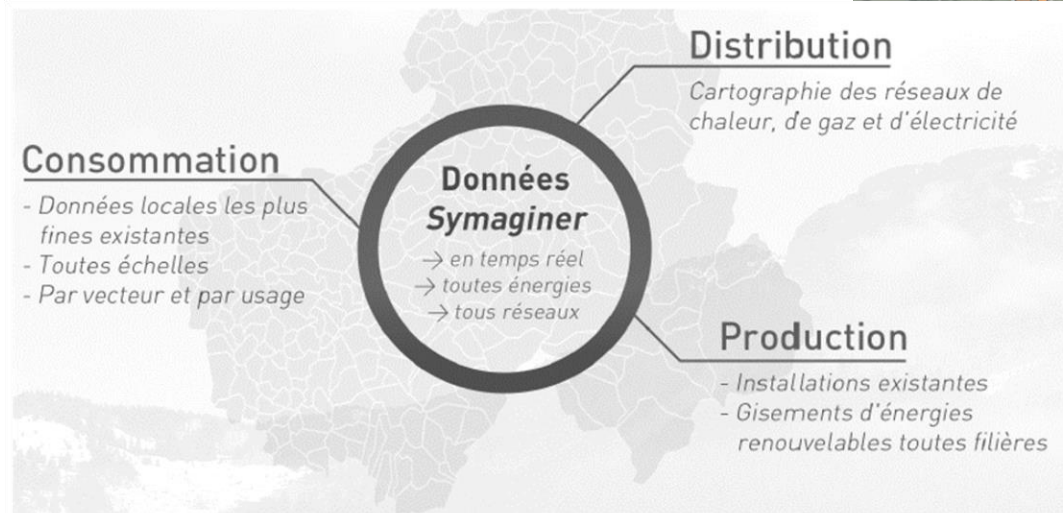 Distribution
Cartographie des réseaux de
chaleur, de gaz et d'électricité
Consommation
- Données locales les plus
fines existantes
- Toutes échelles
- Par vecteur et par usage
Données
Symaginer
→ en temps réel
→ toutes énergies
→ tous réseaux
Production
- Installations existantes
- Gisements d'énergies
renouvelables toutes filières